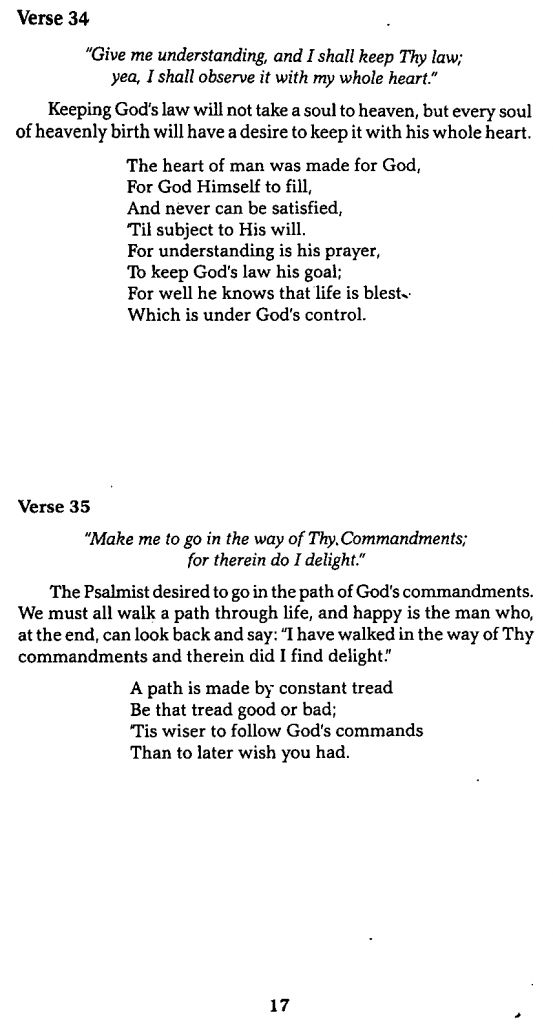 Verse 34
"Give me understanding, and I shall keep Thy law;
yea, I shall observe it with my whole heart."
Keeping God's law will not take a soul to heaven, but every soul
of heavenly birth will have a desire to keep it with his whole heart.
The heart of man was made for God,
For God Himself to fill,
And never can be satisfied,
'Til subject to His will.
For understanding is his prayer,
To keep God's law his goal;
For well he knows that life is blest
Which is under God's control.
Verse 35
"Make me to go in the way of Thy Commandments;
for therein do I delight."
The Psalmist desired to go in the path of God's commandments.
We must all walk a path through life, and happy is the man who,
at the end, can look back and say: "I have walked in the way of Thy
commandments and therein did I find delight."
A path is made by constant tread
Be that tread good or bad;
'Tis wiser to follow God's commands
Than to later wish you had.
17